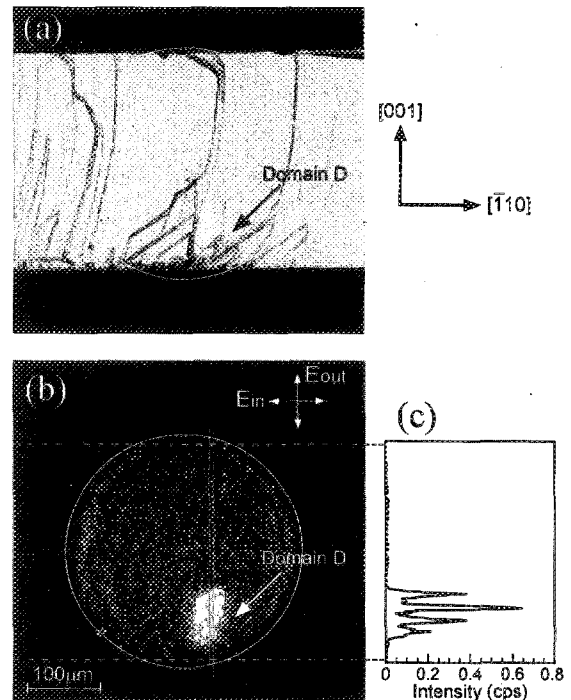 (a)
[001]
Domain D
[1̄10]
(b)
Eout
Ein
(c)
Domain D
100μm
0 0.2 0.4 0.6 0.8
Intensity (cps)